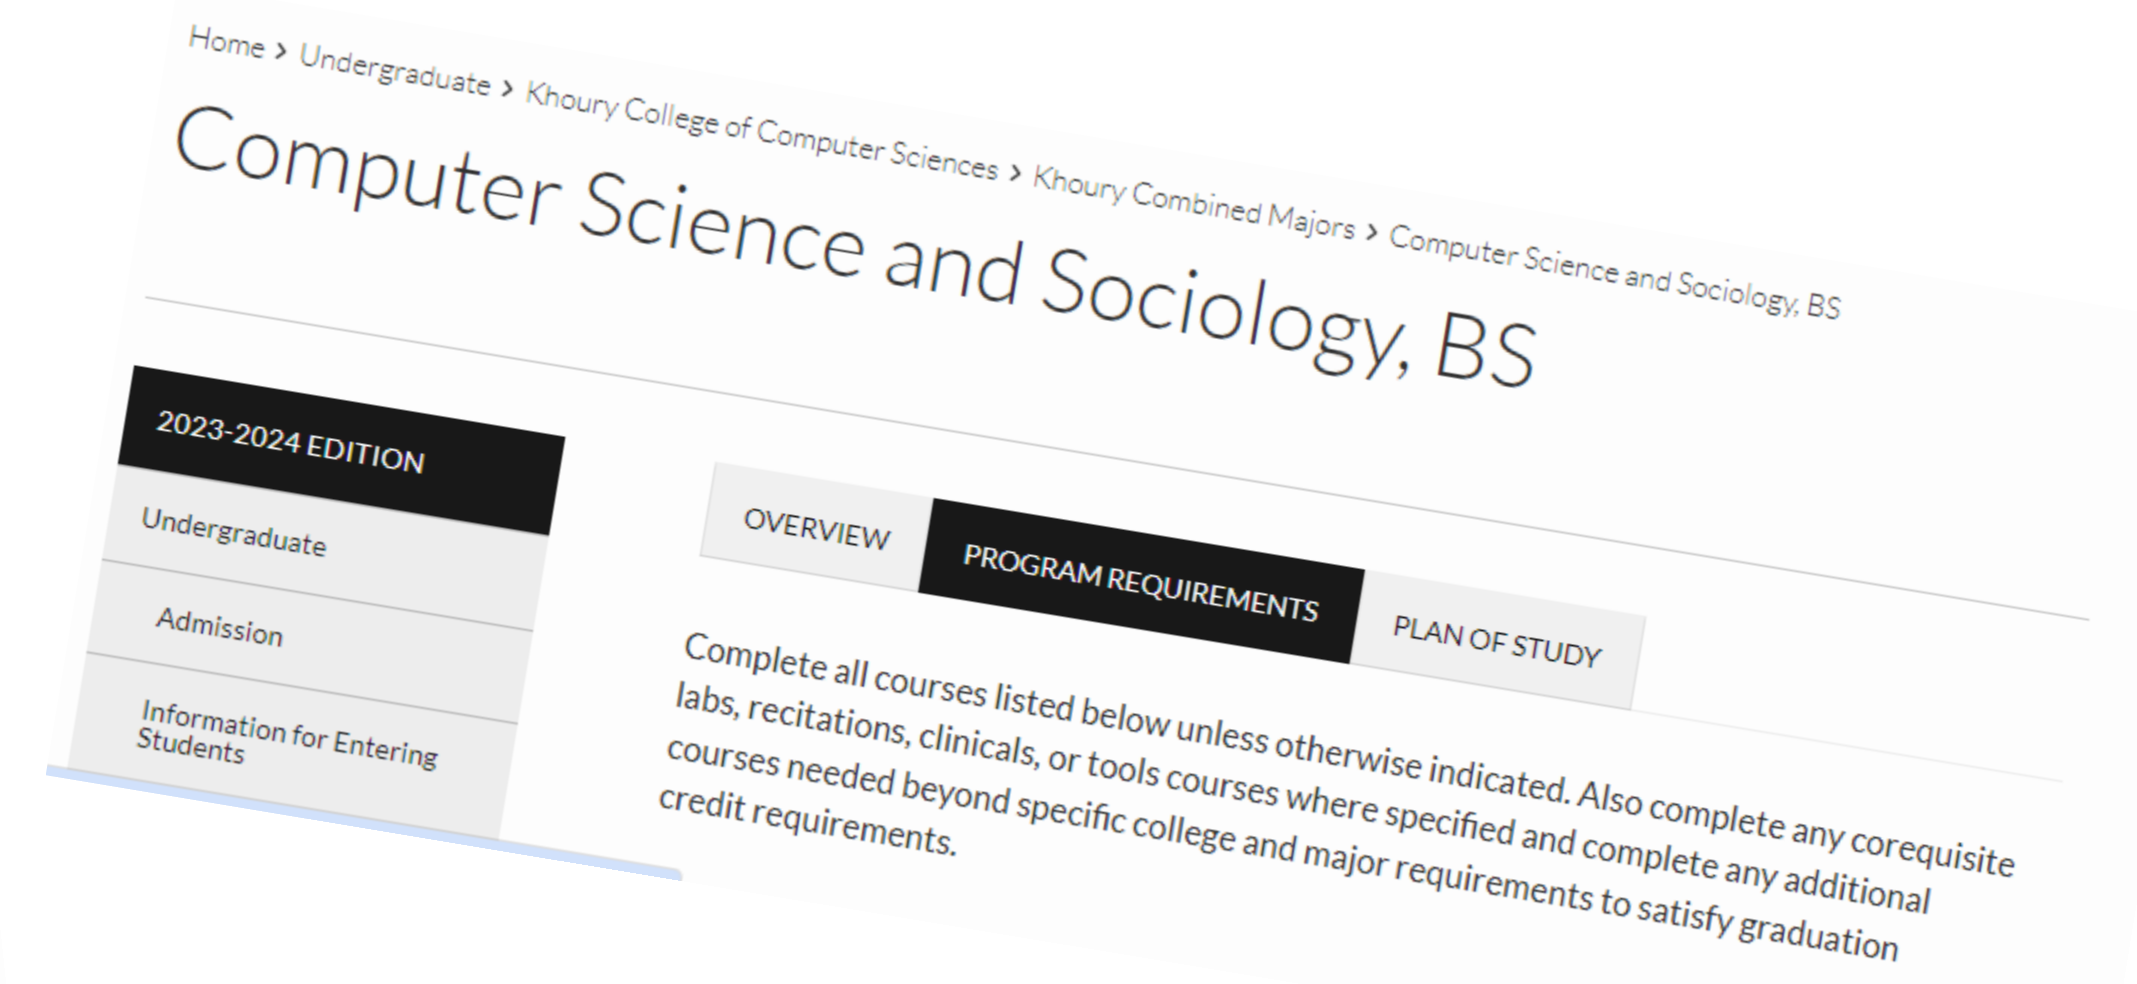 Home > Undergraduate > Khoury College of Computer Sciences > Khoury Combined Majors > Computer Science and Sociology, BS
Computer Science and Sociology, BS
2023-2024 EDITION
Undergraduate
Admission
Information for Entering
Students
OVERVIEW
PROGRAM REQUIREMENTS
PLAN OF STUDY
Complete all courses listed below unless otherwise indicated. Also complete any corequisite
labs, recitations, clinicals, or tools courses where specified and complete any additional
courses needed beyond specific college and major requirements to satisfy graduation
credit requirements.